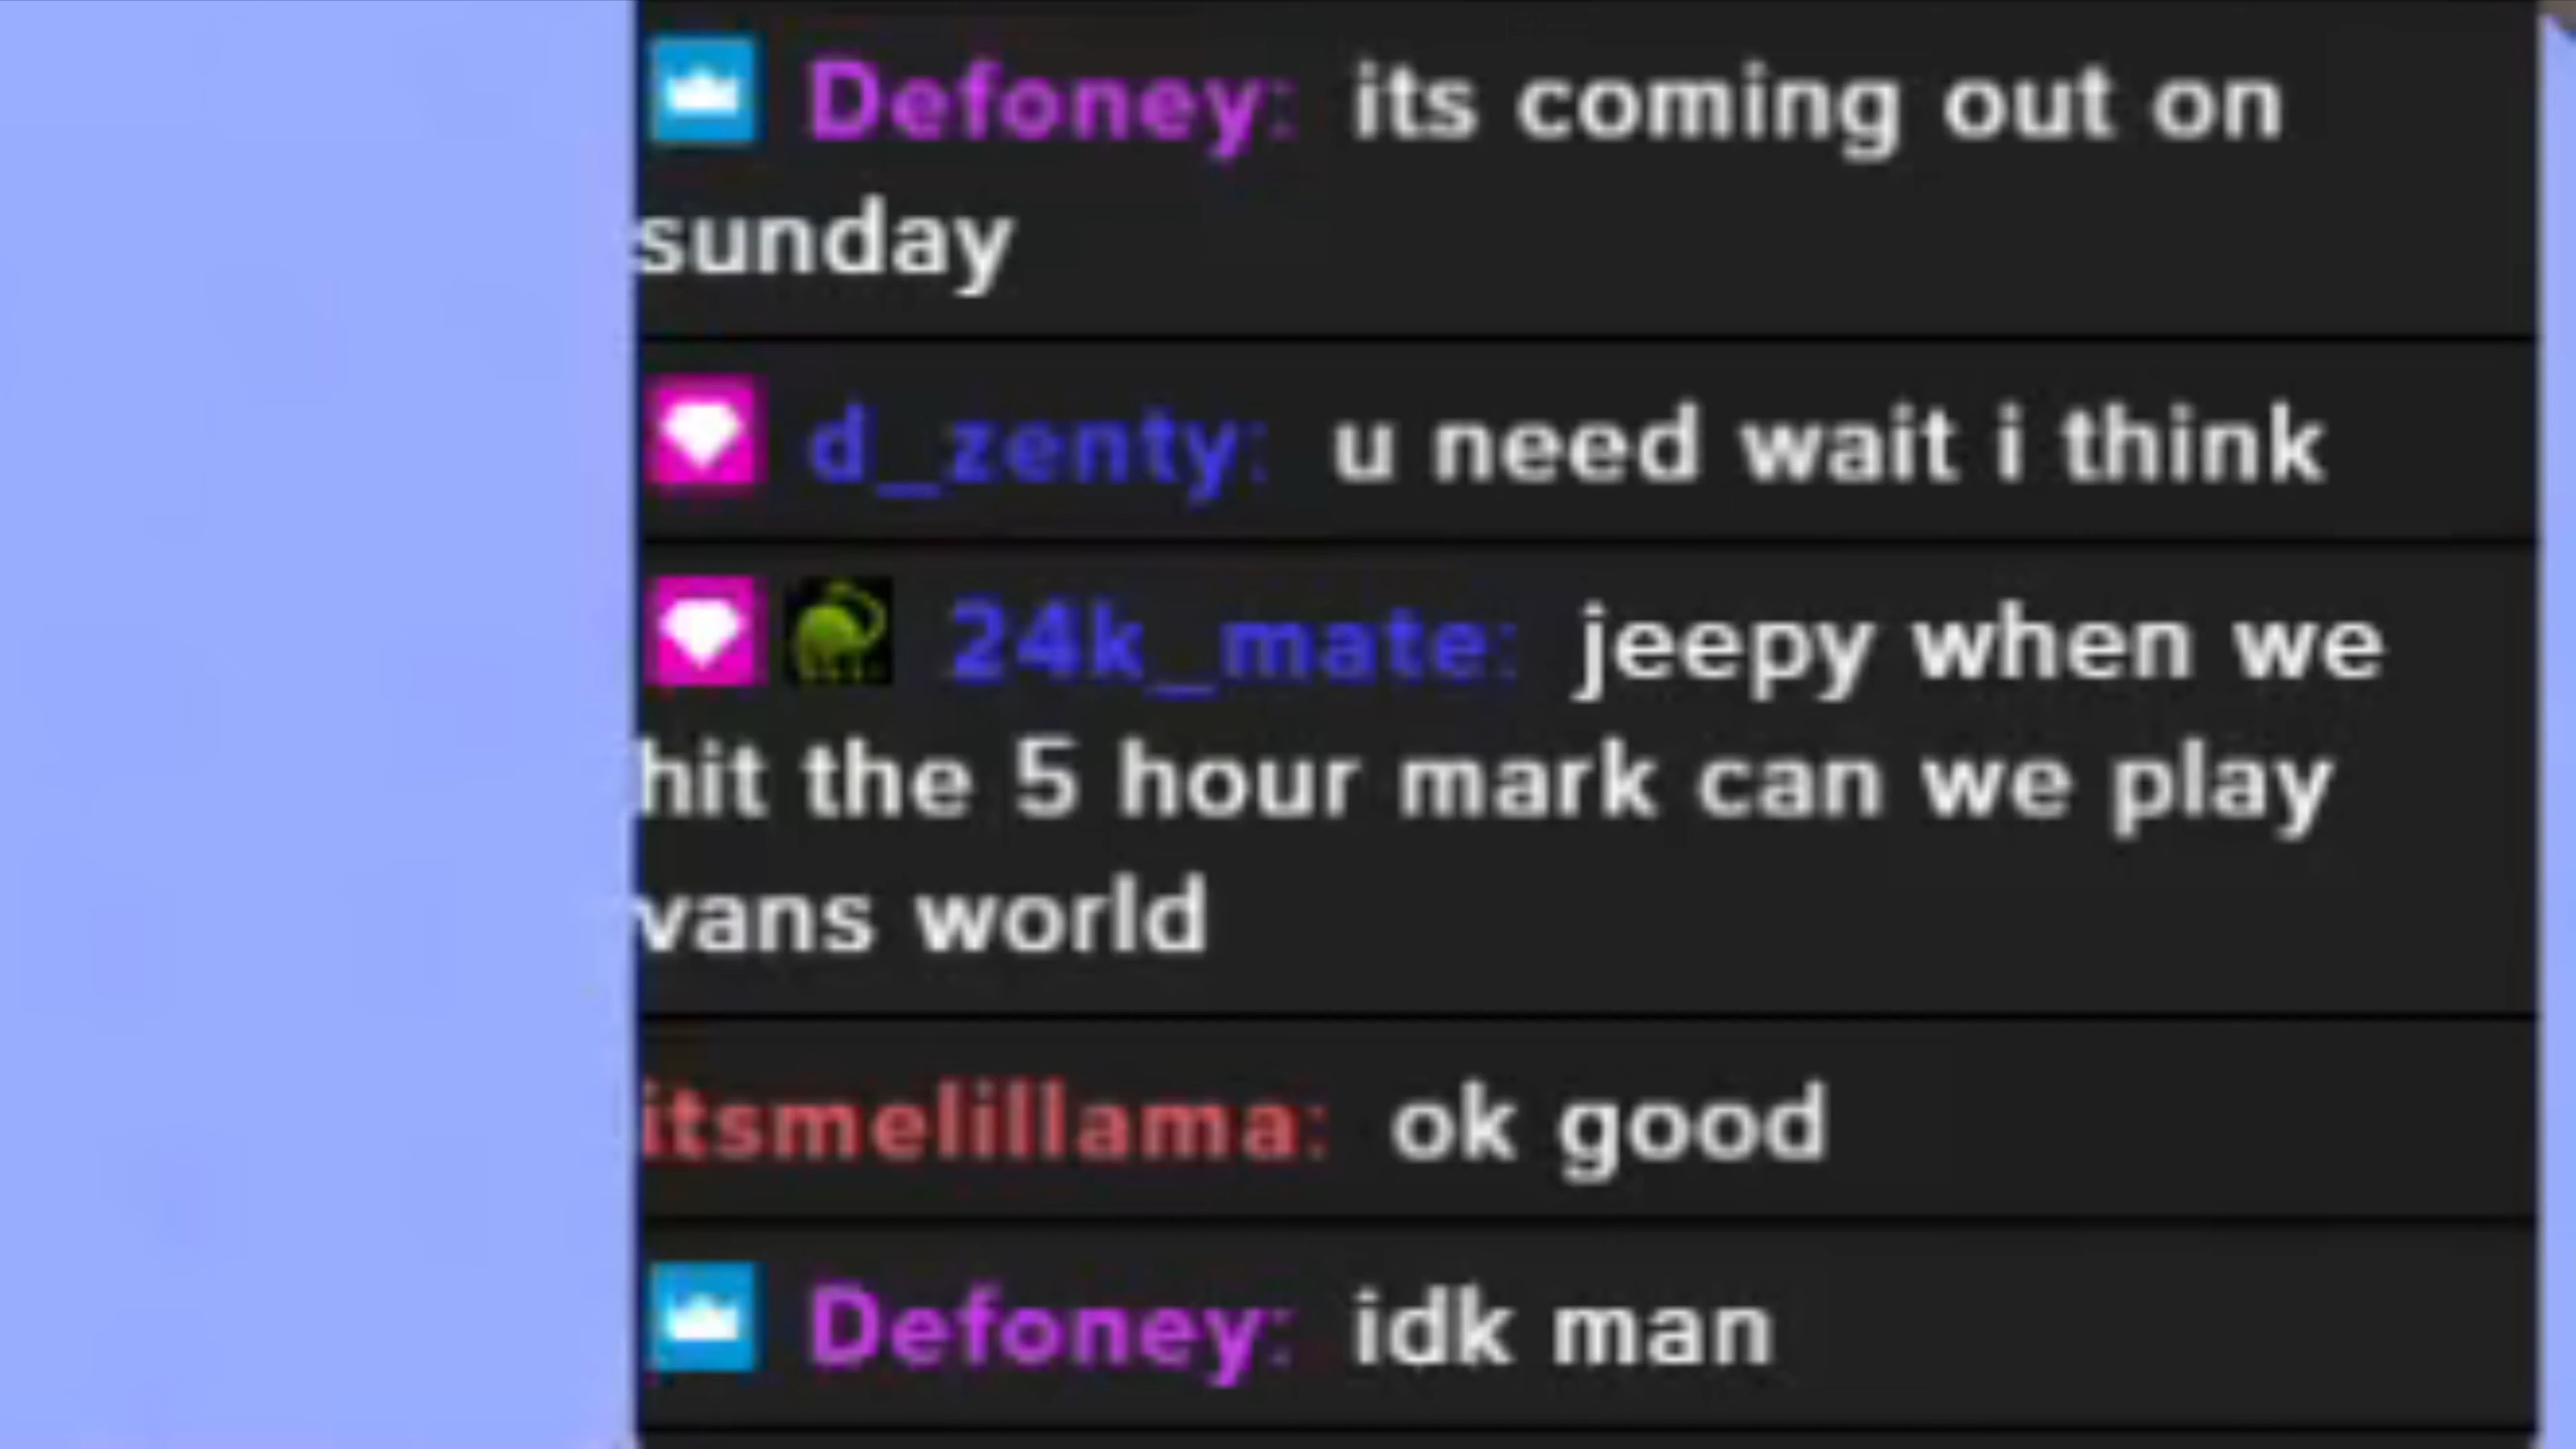 Defoney: its coming out on
sunday
d_zenty: u need wait i think
24k_mate: jeepy when we
hit the 5 hour mark can we play
vans world
itsmelillama: ok good
Defoney: idk man